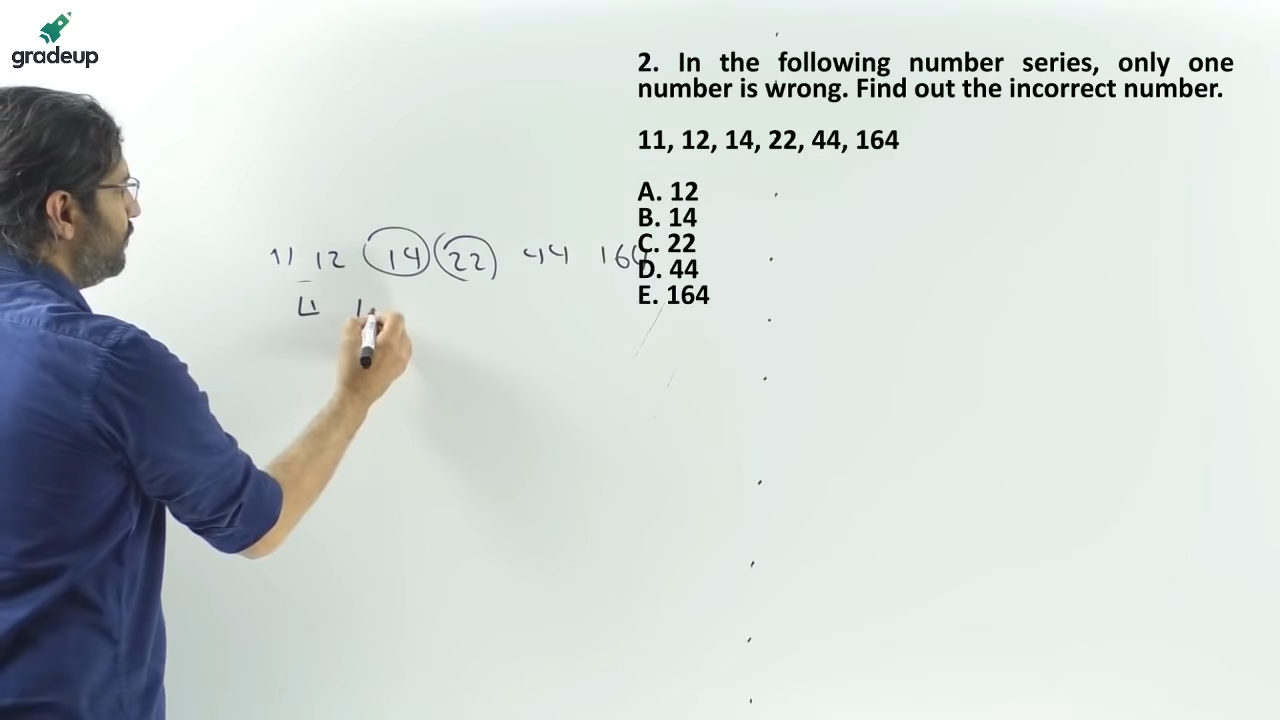 gradeup
2. In the following number series, only one
number is wrong. Find out the incorrect number.
11, 12, 14, 22, 44, 164
A. 12
B. 14
C. 22
D. 44
E. 164
11 12 14 22 44